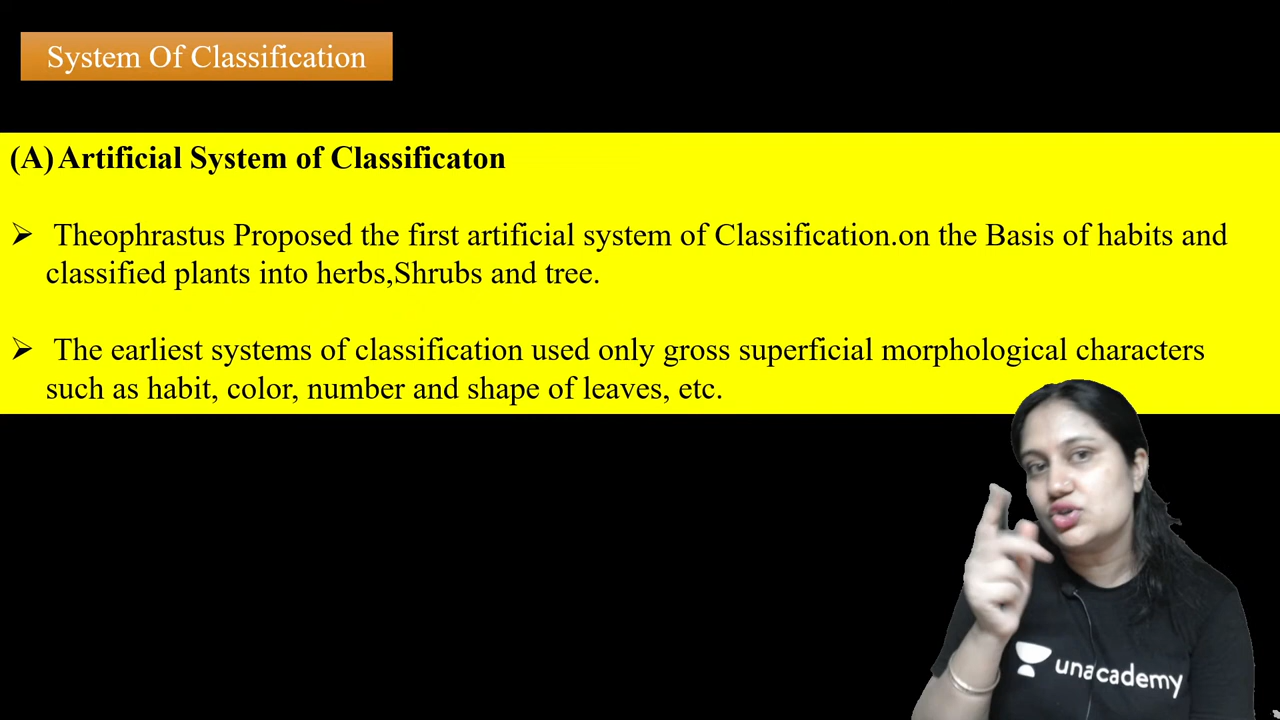 System Of Classification
(A) Artificial System of Classificaton
➢ Theophrastus Proposed the first artificial system of Classification.on the Basis of habits and
classified plants into herbs,Shrubs and tree.
➢ The earliest systems of classification used only gross superficial morphological characters
such as habit, color, number and shape of leaves, etc.
unacademy